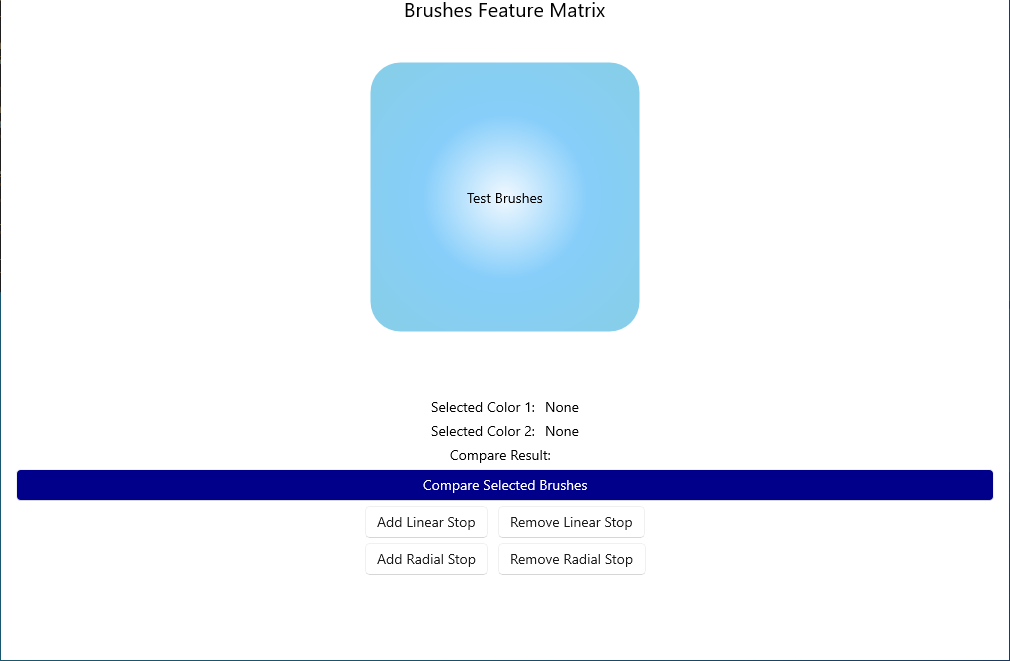 Brushes Feature Matrix
Test Brushes
Selected Color 1: None
Selected Color 2: None
Compare Result:
Compare Selected Brushes
Add Linear Stop Remove Linear Stop
Add Radial Stop Remove Radial Stop